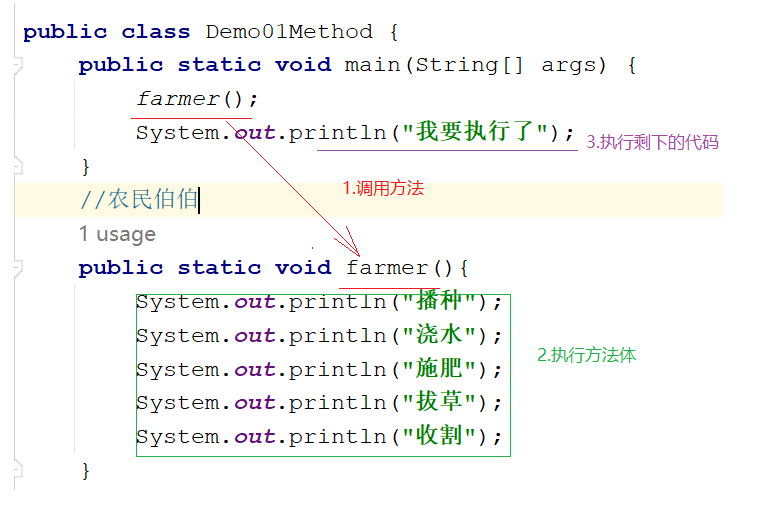 public class Demo01Method {
public static void main(String[] args) {
farmer();
System.out.println("我要执行了");
3.执行剩下的代码
}
//农民伯伯
1.调用方法
1 usage
public static void farmer(){
System.out.println("播种");
System.out.println("浇水");
2.执行方法体
System.out.println("施肥");
System.out.println("拔草");
System.out.println("收割");
}